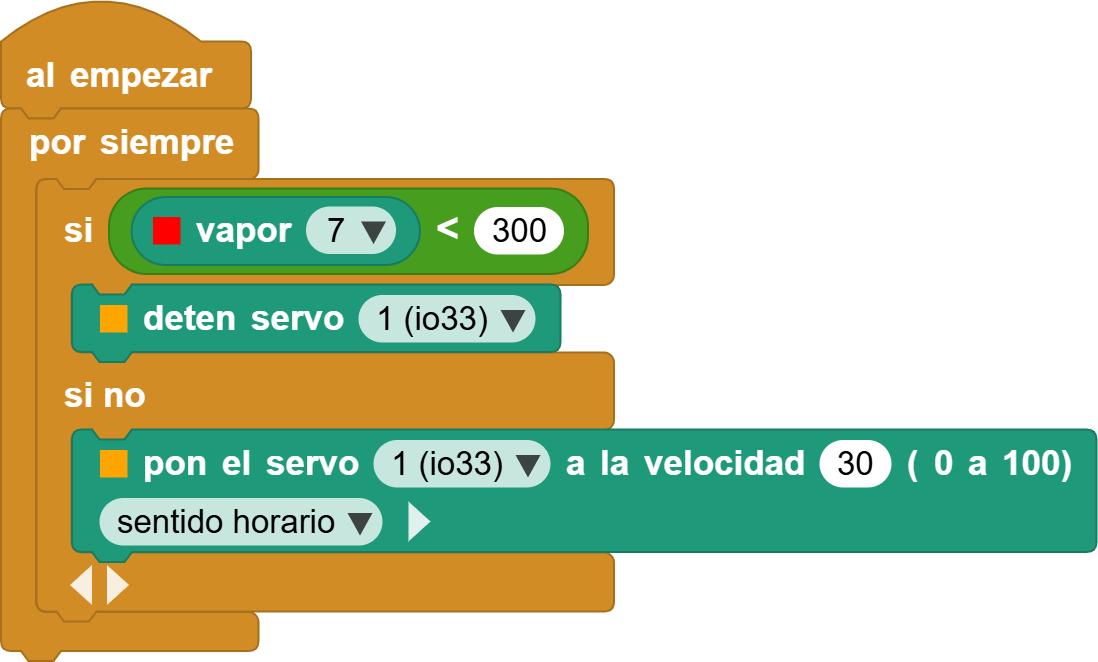 al empezar
por siempre
si vapor 7 < 300
deten servo 1 (io33)
si no
pon el servo 1 (io33) a la velocidad 30 ( 0 a 100)
sentido horario